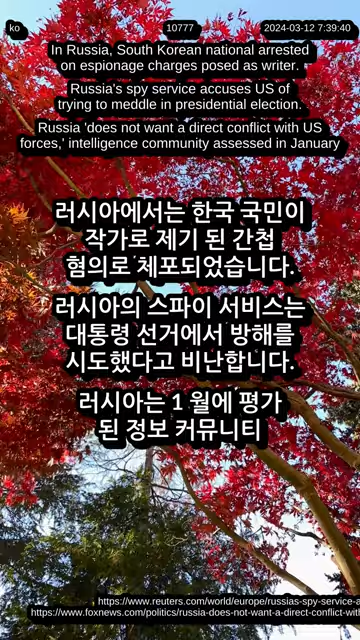 ko
10777
2024-03-12 7:39:40
In Russia, South Korean national arrested
on espionage charges posed as writer.
Russia's spy service accuses US of
trying to meddle in presidential election.
Russia 'does not want a direct conflict with US
forces,' intelligence community assessed in January
러시아에서는 한국 국민이
작가로 제기 된 간첩
혐의로 체포되었습니다.
러시아의 스파이 서비스는
대통령 선거에서 방해를
시도했다고 비난합니다.
러시아는 1 월에 평가
된 정보 커뮤니티
https://www.reuters.com/world/europe/russias-spy-service-a
https://www.foxnews.com/politics/russia-does-not-want-a-direct-conflict-with